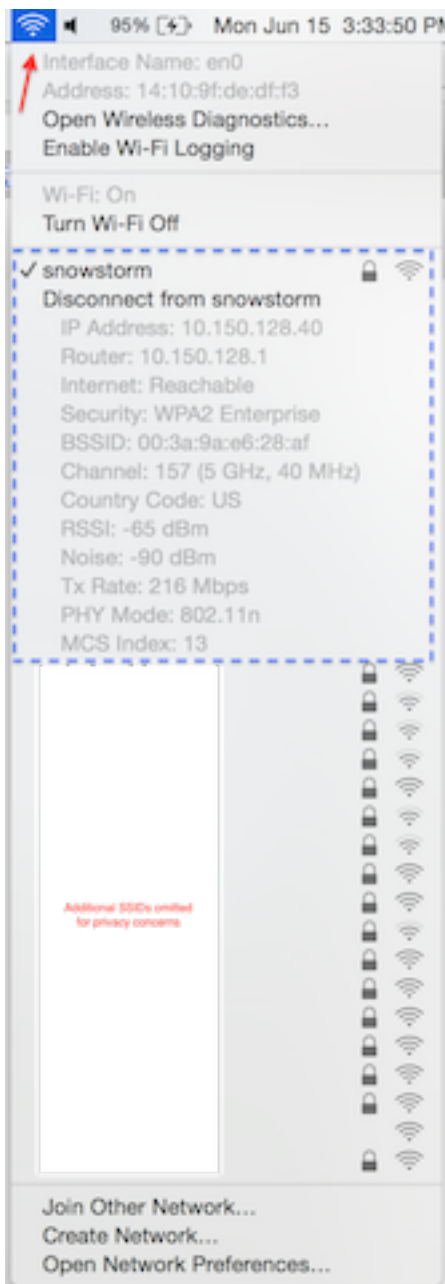 95% Mon Jun 15 3:33:50 PM
Interface Name: en0
Address: 14:10:9f:de:df:f3
Open Wireless Diagnostics...
Enable Wi-Fi Logging
Wi-Fi: On
Turn Wi-Fi Off
✓ snowstorm
Disconnect from snowstorm
IP Address: 10.150.128.40
Router: 10.150.128.1
Internet: Reachable
Security: WPA2 Enterprise
BSSID: 00:3a:9a:e6:28:af
Channel: 157 (5 GHz, 40 MHz)
Country Code: US
RSSI: -65 dBm
Noise: -90 dBm
Tx Rate: 216 Mbps
PHY Mode: 802.11n
MCS Index: 13
Additional SSIDs omitted
for privacy concerns
Join Other Network...
Create Network...
Open Network Preferences...